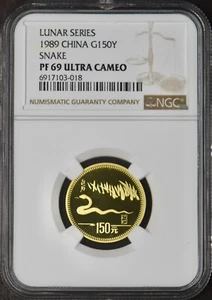 LUNAR SERIES
1989 CHINA G150Y
SNAKE
PF 69 ULTRA CAMEO
6917103-018
NUMISMATIC GUARANTY COMPANY
NGC
150元